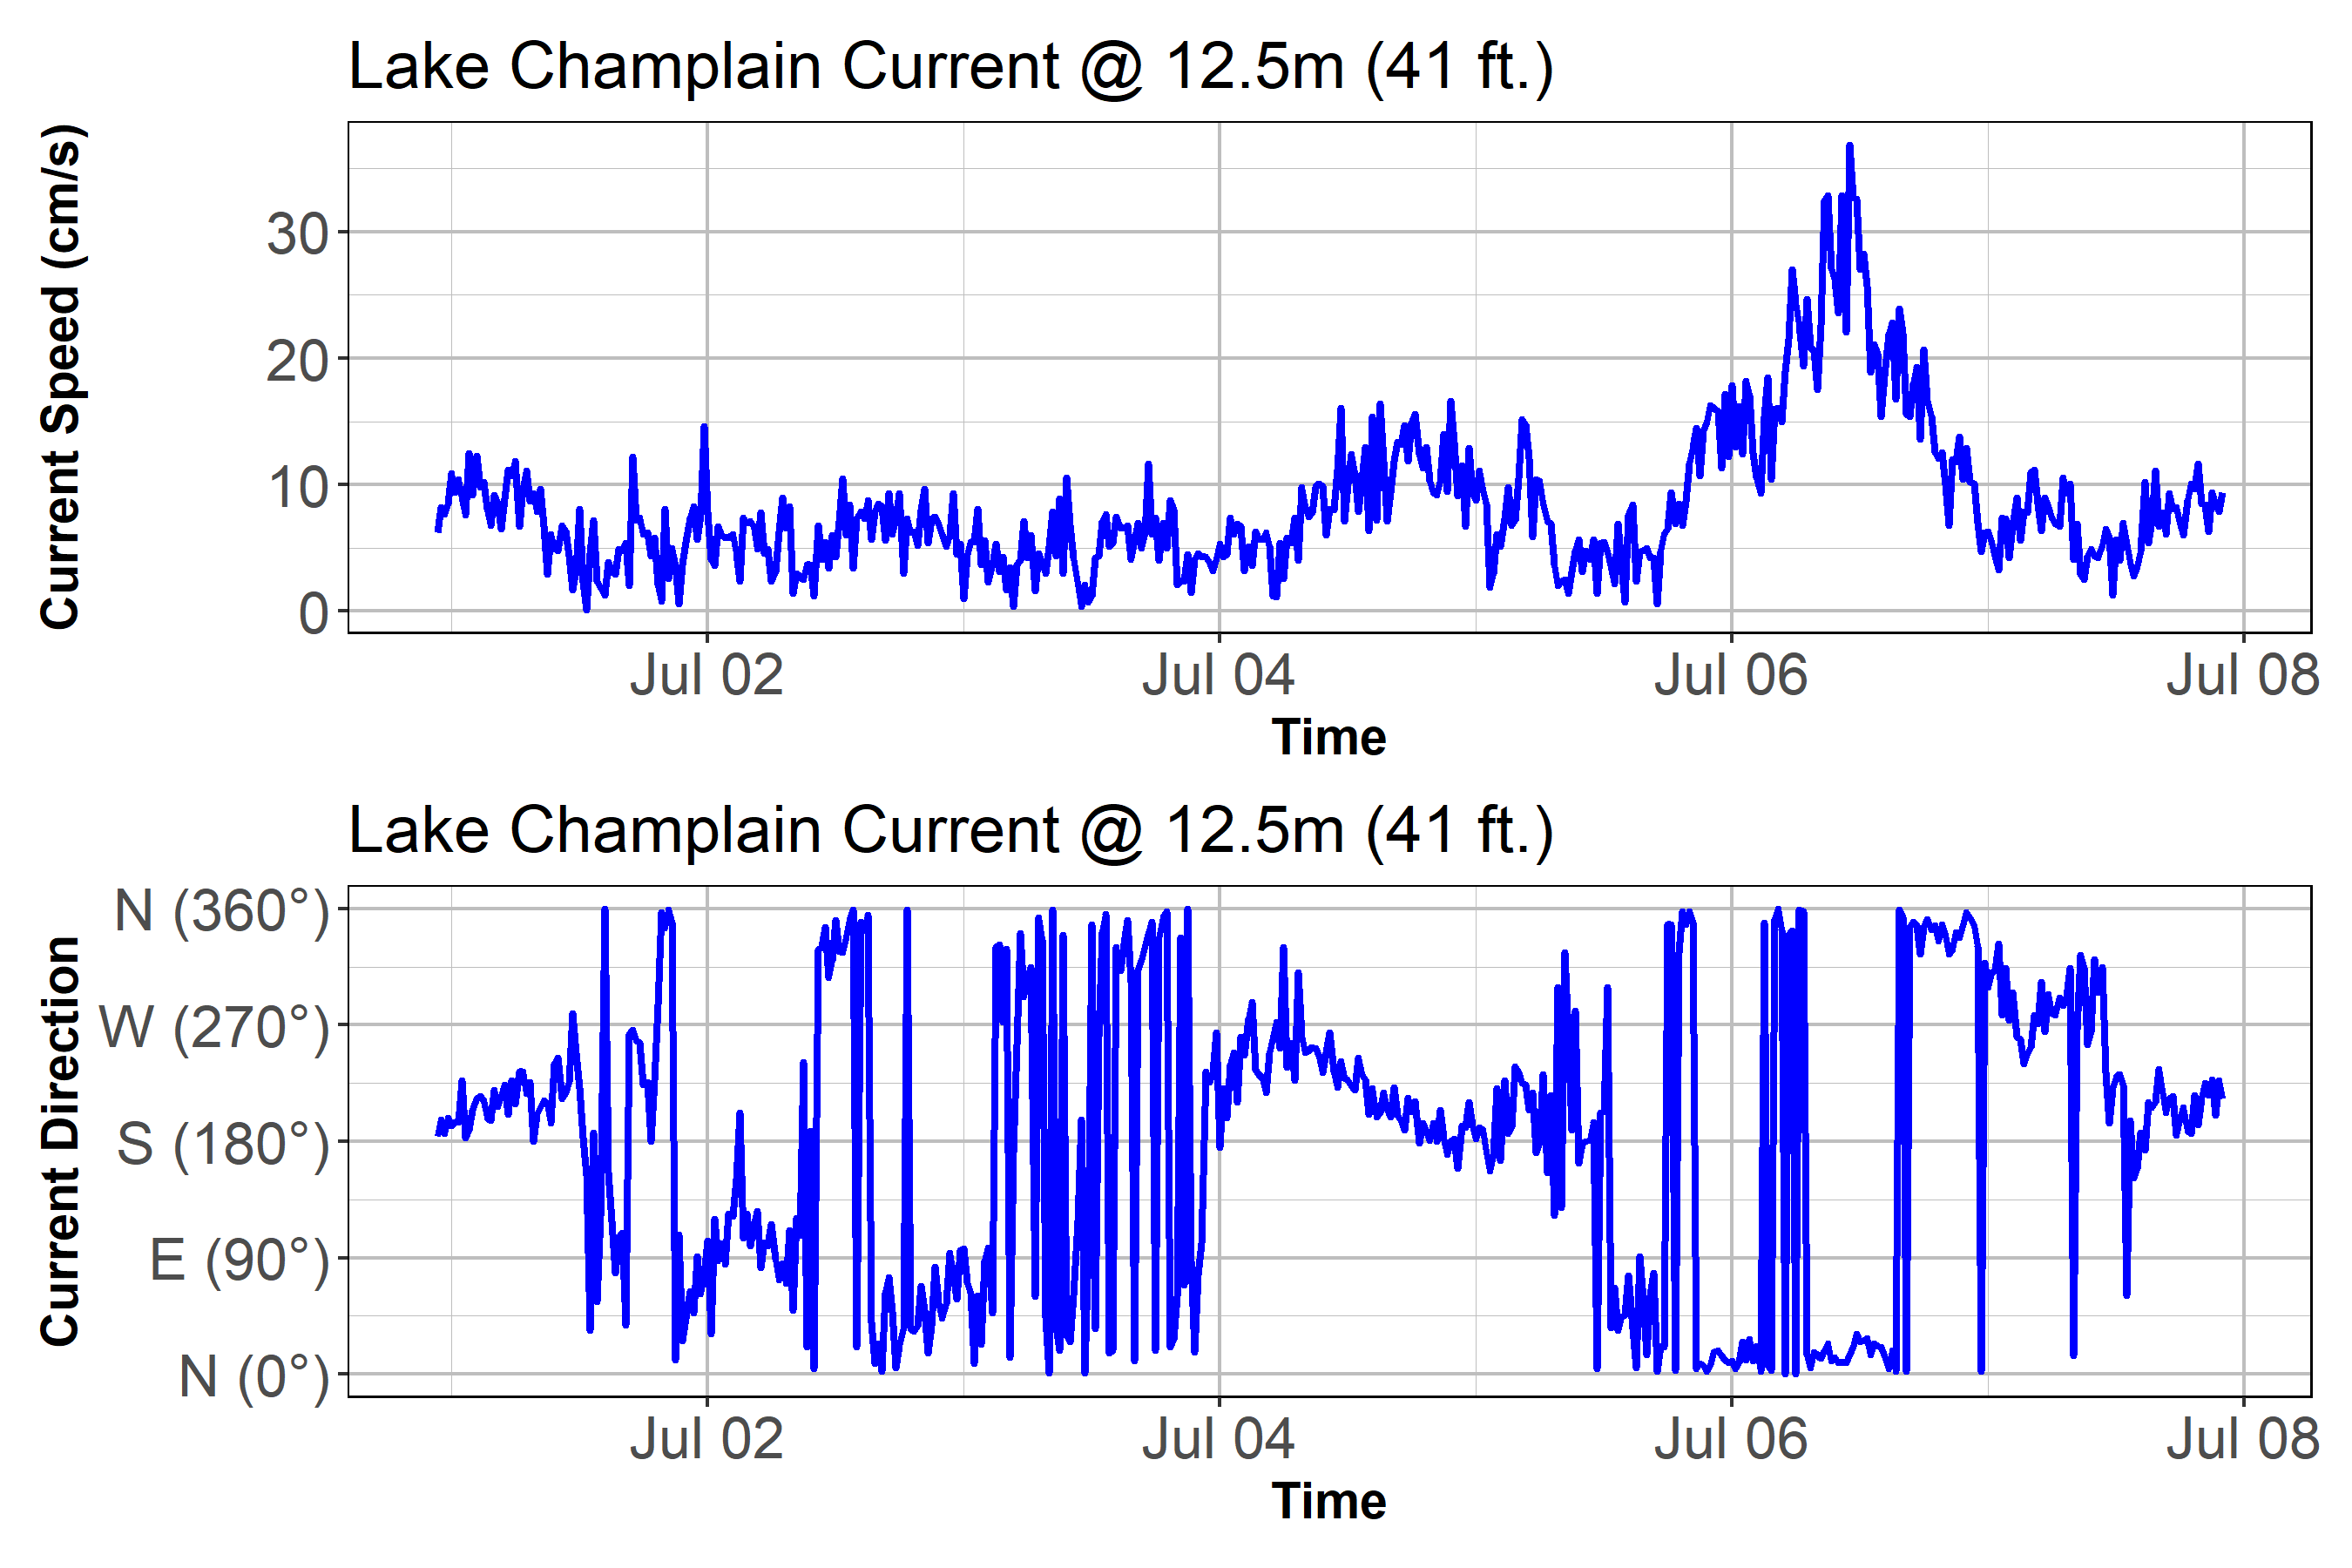 Lake Champlain Current @ 12.5m (41 ft.)
Current Speed (cm/s)
30
20
10
0
Jul 02 Jul 04 Jul 06 Jul 08
Time
Lake Champlain Current @ 12.5m (41 ft.)
Current Direction
N (360°)
W (270°)
S (180°)
E (90°)
N (0°)
Jul 02 Jul 04 Jul 06 Jul 08
Time